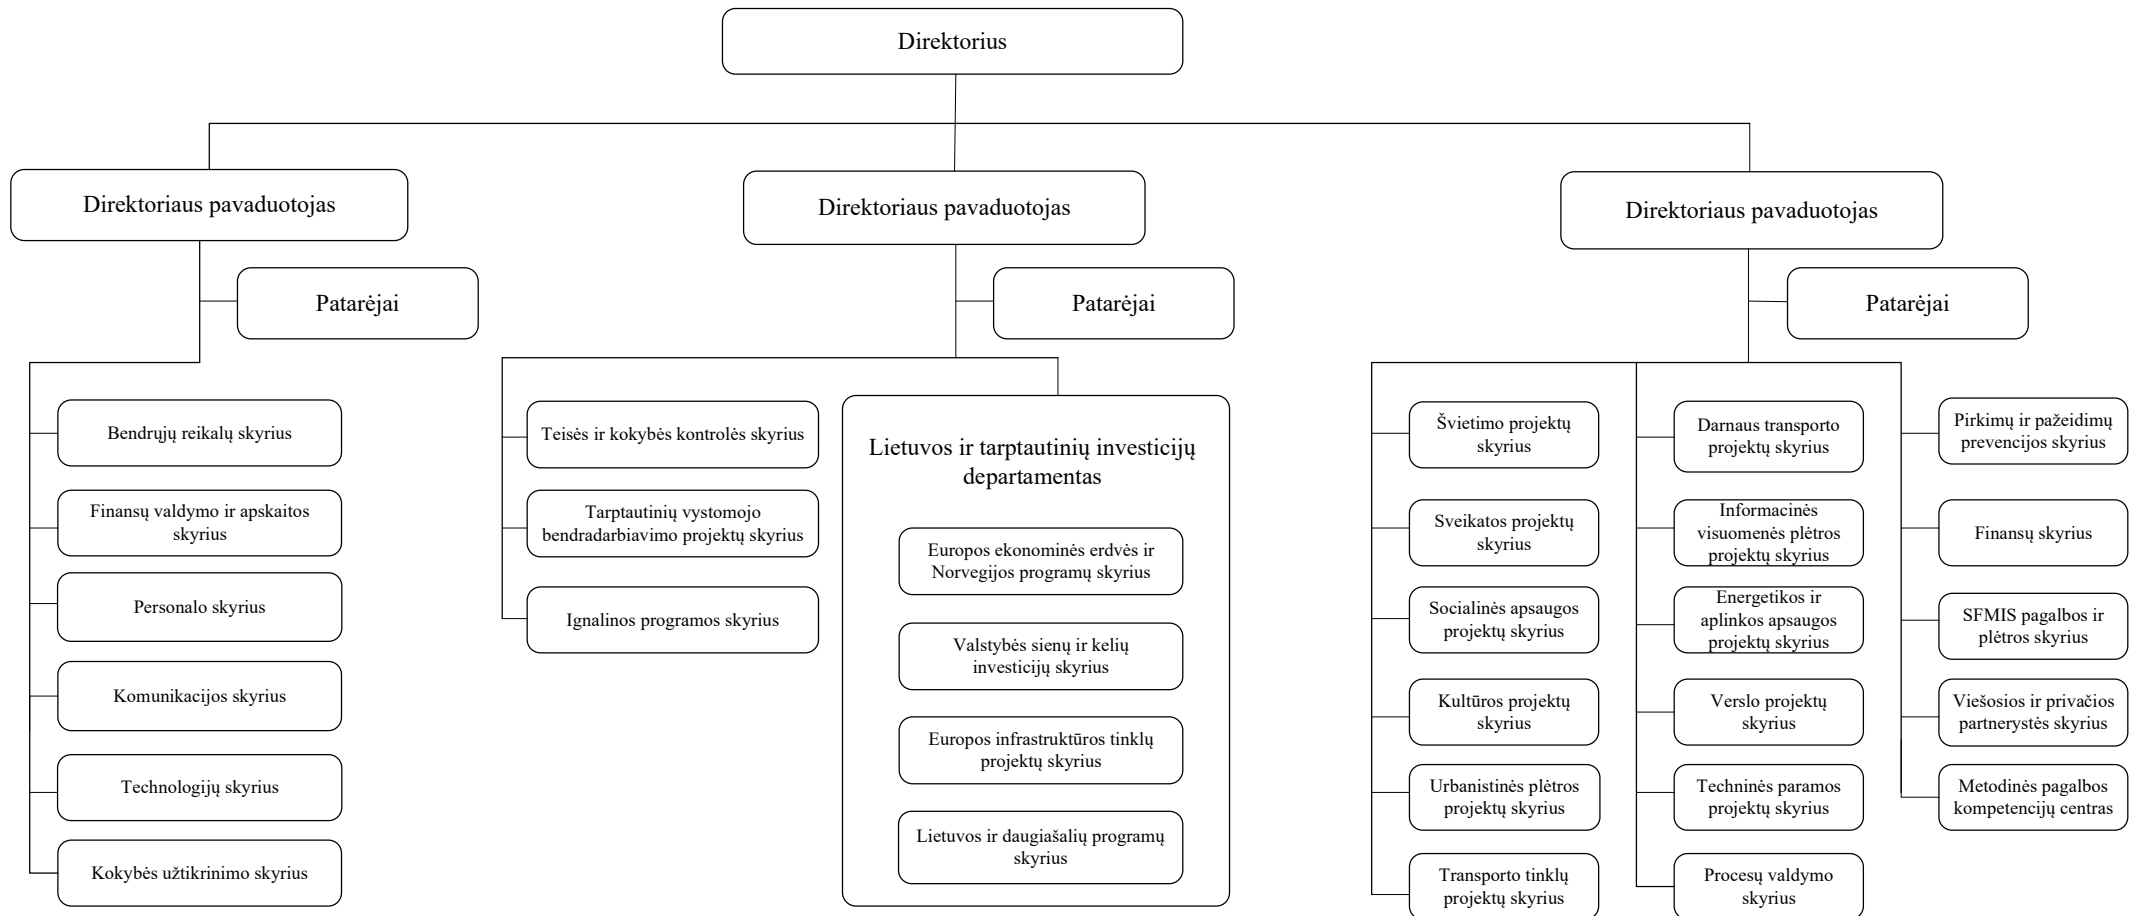 Direktorius
Direktoriaus pavaduotojas
Direktoriaus pavaduotojas
Direktoriaus pavaduotojas
Patarėjai
Patarėjai
Patarėjai
Bendrųjų reikalų skyrius
Finansų valdymo ir apskaitos
skyrius
Personalo skyrius
Komunikacijos skyrius
Technologijų skyrius
Kokybės užtikrinimo skyrius
Teisės ir kokybės kontrolės skyrius
Tarptautinių vystomojo
bendradarbiavimo projektų skyrius
Ignalinos programos skyrius
Lietuvos ir tarptautinių investicijų
departamentas
Europos ekonominės erdvės ir
Norvegijos programų skyrius
Valstybės sienų ir kelių
investicijų skyrius
Europos infrastruktūros tinklų
projektų skyrius
Lietuvos ir daugiašalių programų
skyrius
Švietimo projektų
skyrius
Sveikatos projektų
skyrius
Socialinės apsaugos
projektų skyrius
Kultūros projektų
skyrius
Urbanistinės plėtros
projektų skyrius
Transporto tinklų
projektų skyrius
Darnaus transporto
projektų skyrius
Informacinės
visuomenės plėtros
projektų skyrius
Energetikos ir
aplinkos apsaugos
projektų skyrius
Verslo projektų
skyrius
Techninės paramos
projektų skyrius
Procesų valdymo
skyrius
Pirkimų ir pažeidimų
prevencijos skyrius
Finansų skyrius
SFMIS pagalbos ir
plėtros skyrius
Viešosios ir privačios
partnerystės skyrius
Metodinės pagalbos
kompetencijų centras